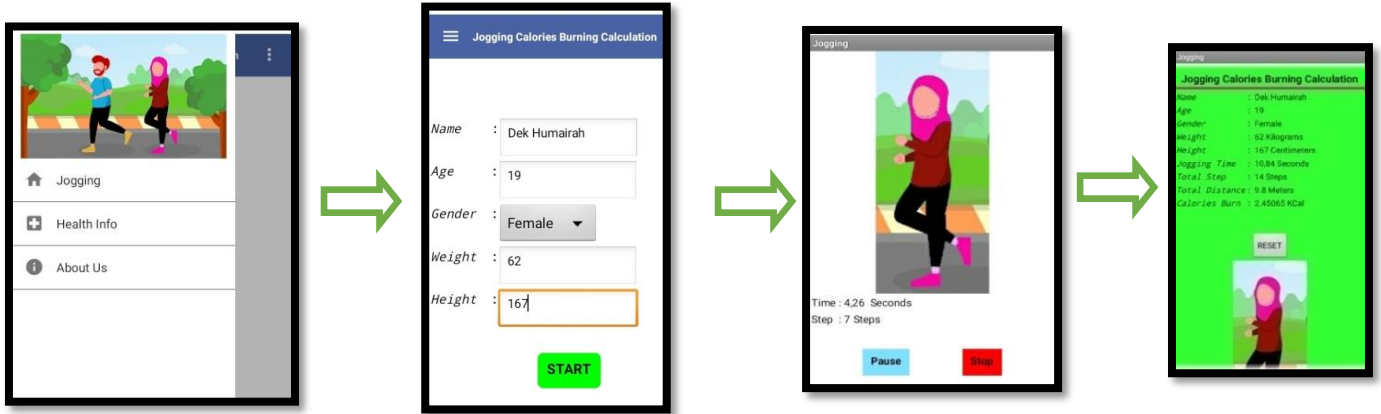 Jogging
Health Info
About Us
Jogging Calories Burning Calculation
Name : Dek Humairah
Age : 19
Gender : Female
Weight : 62
Height : 167
START
Jogging
Time : 4,26 Seconds
Step : 7 Steps
Pause Stop
Jogging
Jogging Calories Burning Calculation
Name : Dek Humairah
Age : 19
Gender : Female
Weight : 62 Kilograms
Height : 167 Centimeters
Jogging Time : 10,84 Seconds
Total Step : 14 Steps
Total Distance : 9.8 Meters
Calories Burn : 2.45065 KCal
RESET